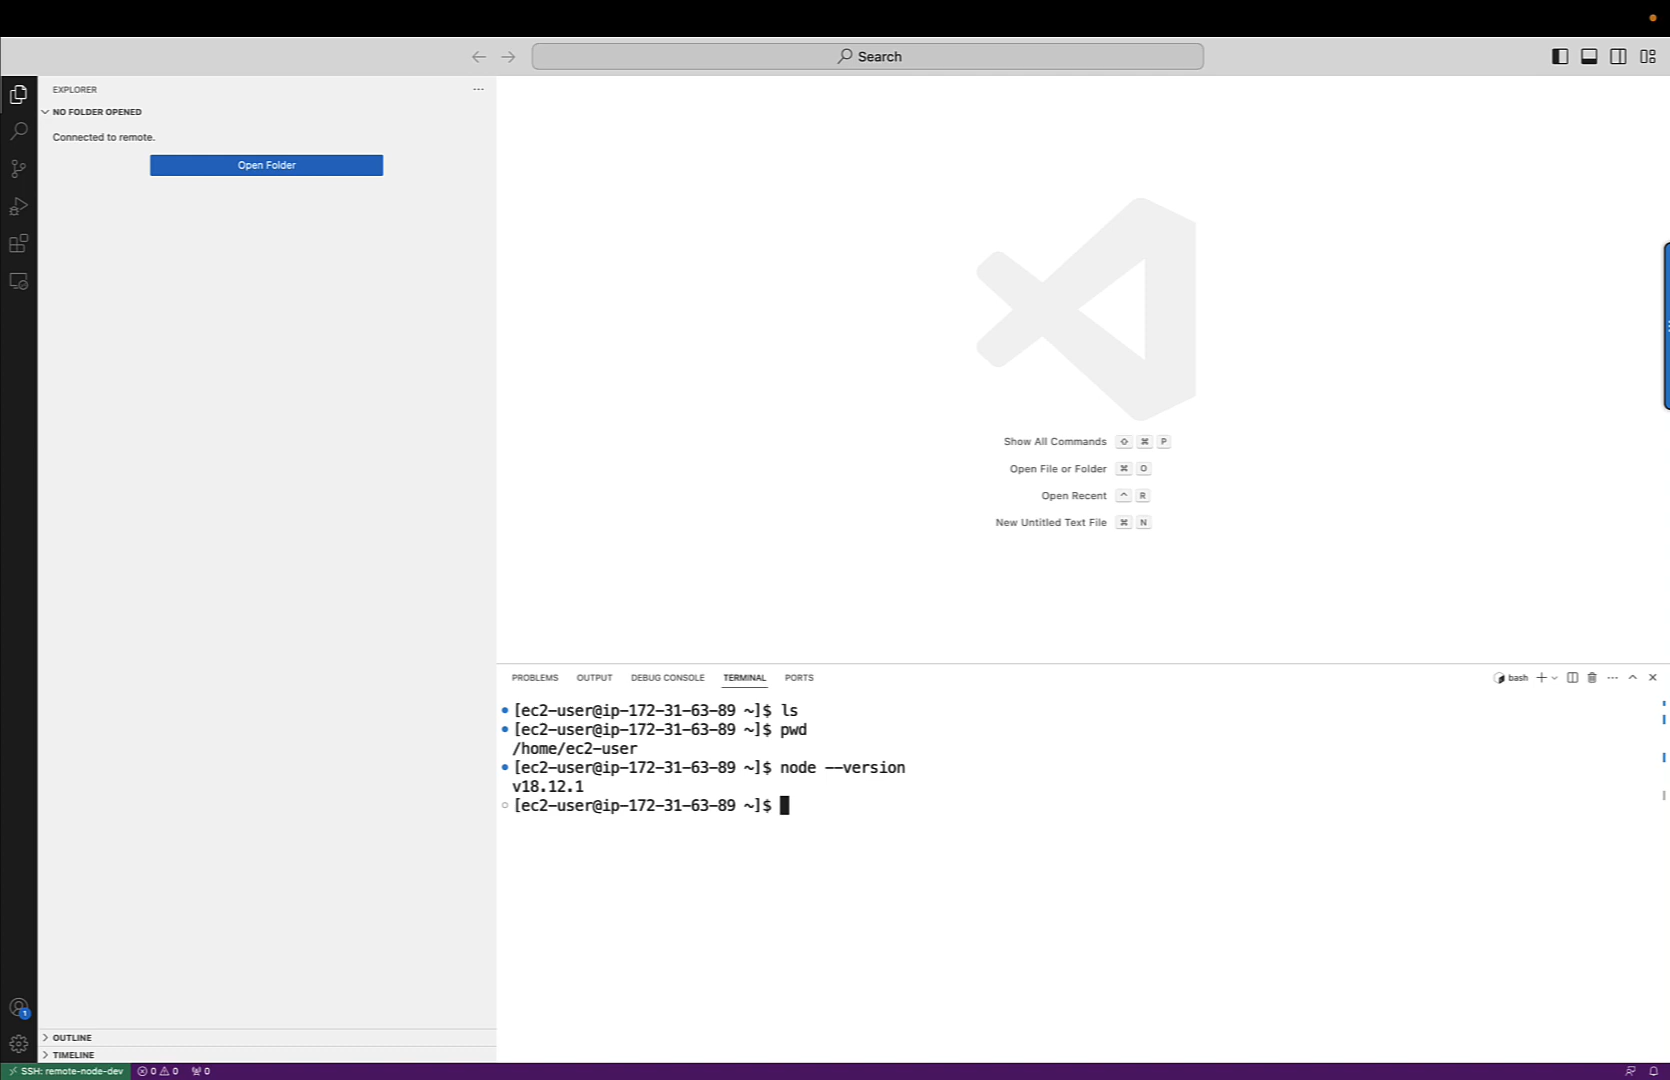 Search
EXPLORER
NO FOLDER OPENED
Connected to remote.
Open Folder
Show All Commands ⇧ ⌘ P
Open File or Folder ⌘ O
Open Recent ^ R
New Untitled Text File ⌘ N
PROBLEMS OUTPUT DEBUG CONSOLE TERMINAL PORTS
bash
[ec2-user@ip-172-31-63-89 ~]$ ls
[ec2-user@ip-172-31-63-89 ~]$ pwd
/home/ec2-user
[ec2-user@ip-172-31-63-89 ~]$ node --version
v18.12.1
[ec2-user@ip-172-31-63-89 ~]$
1
OUTLINE
TIMELINE
SSH: remote-node-dev 0 0 0